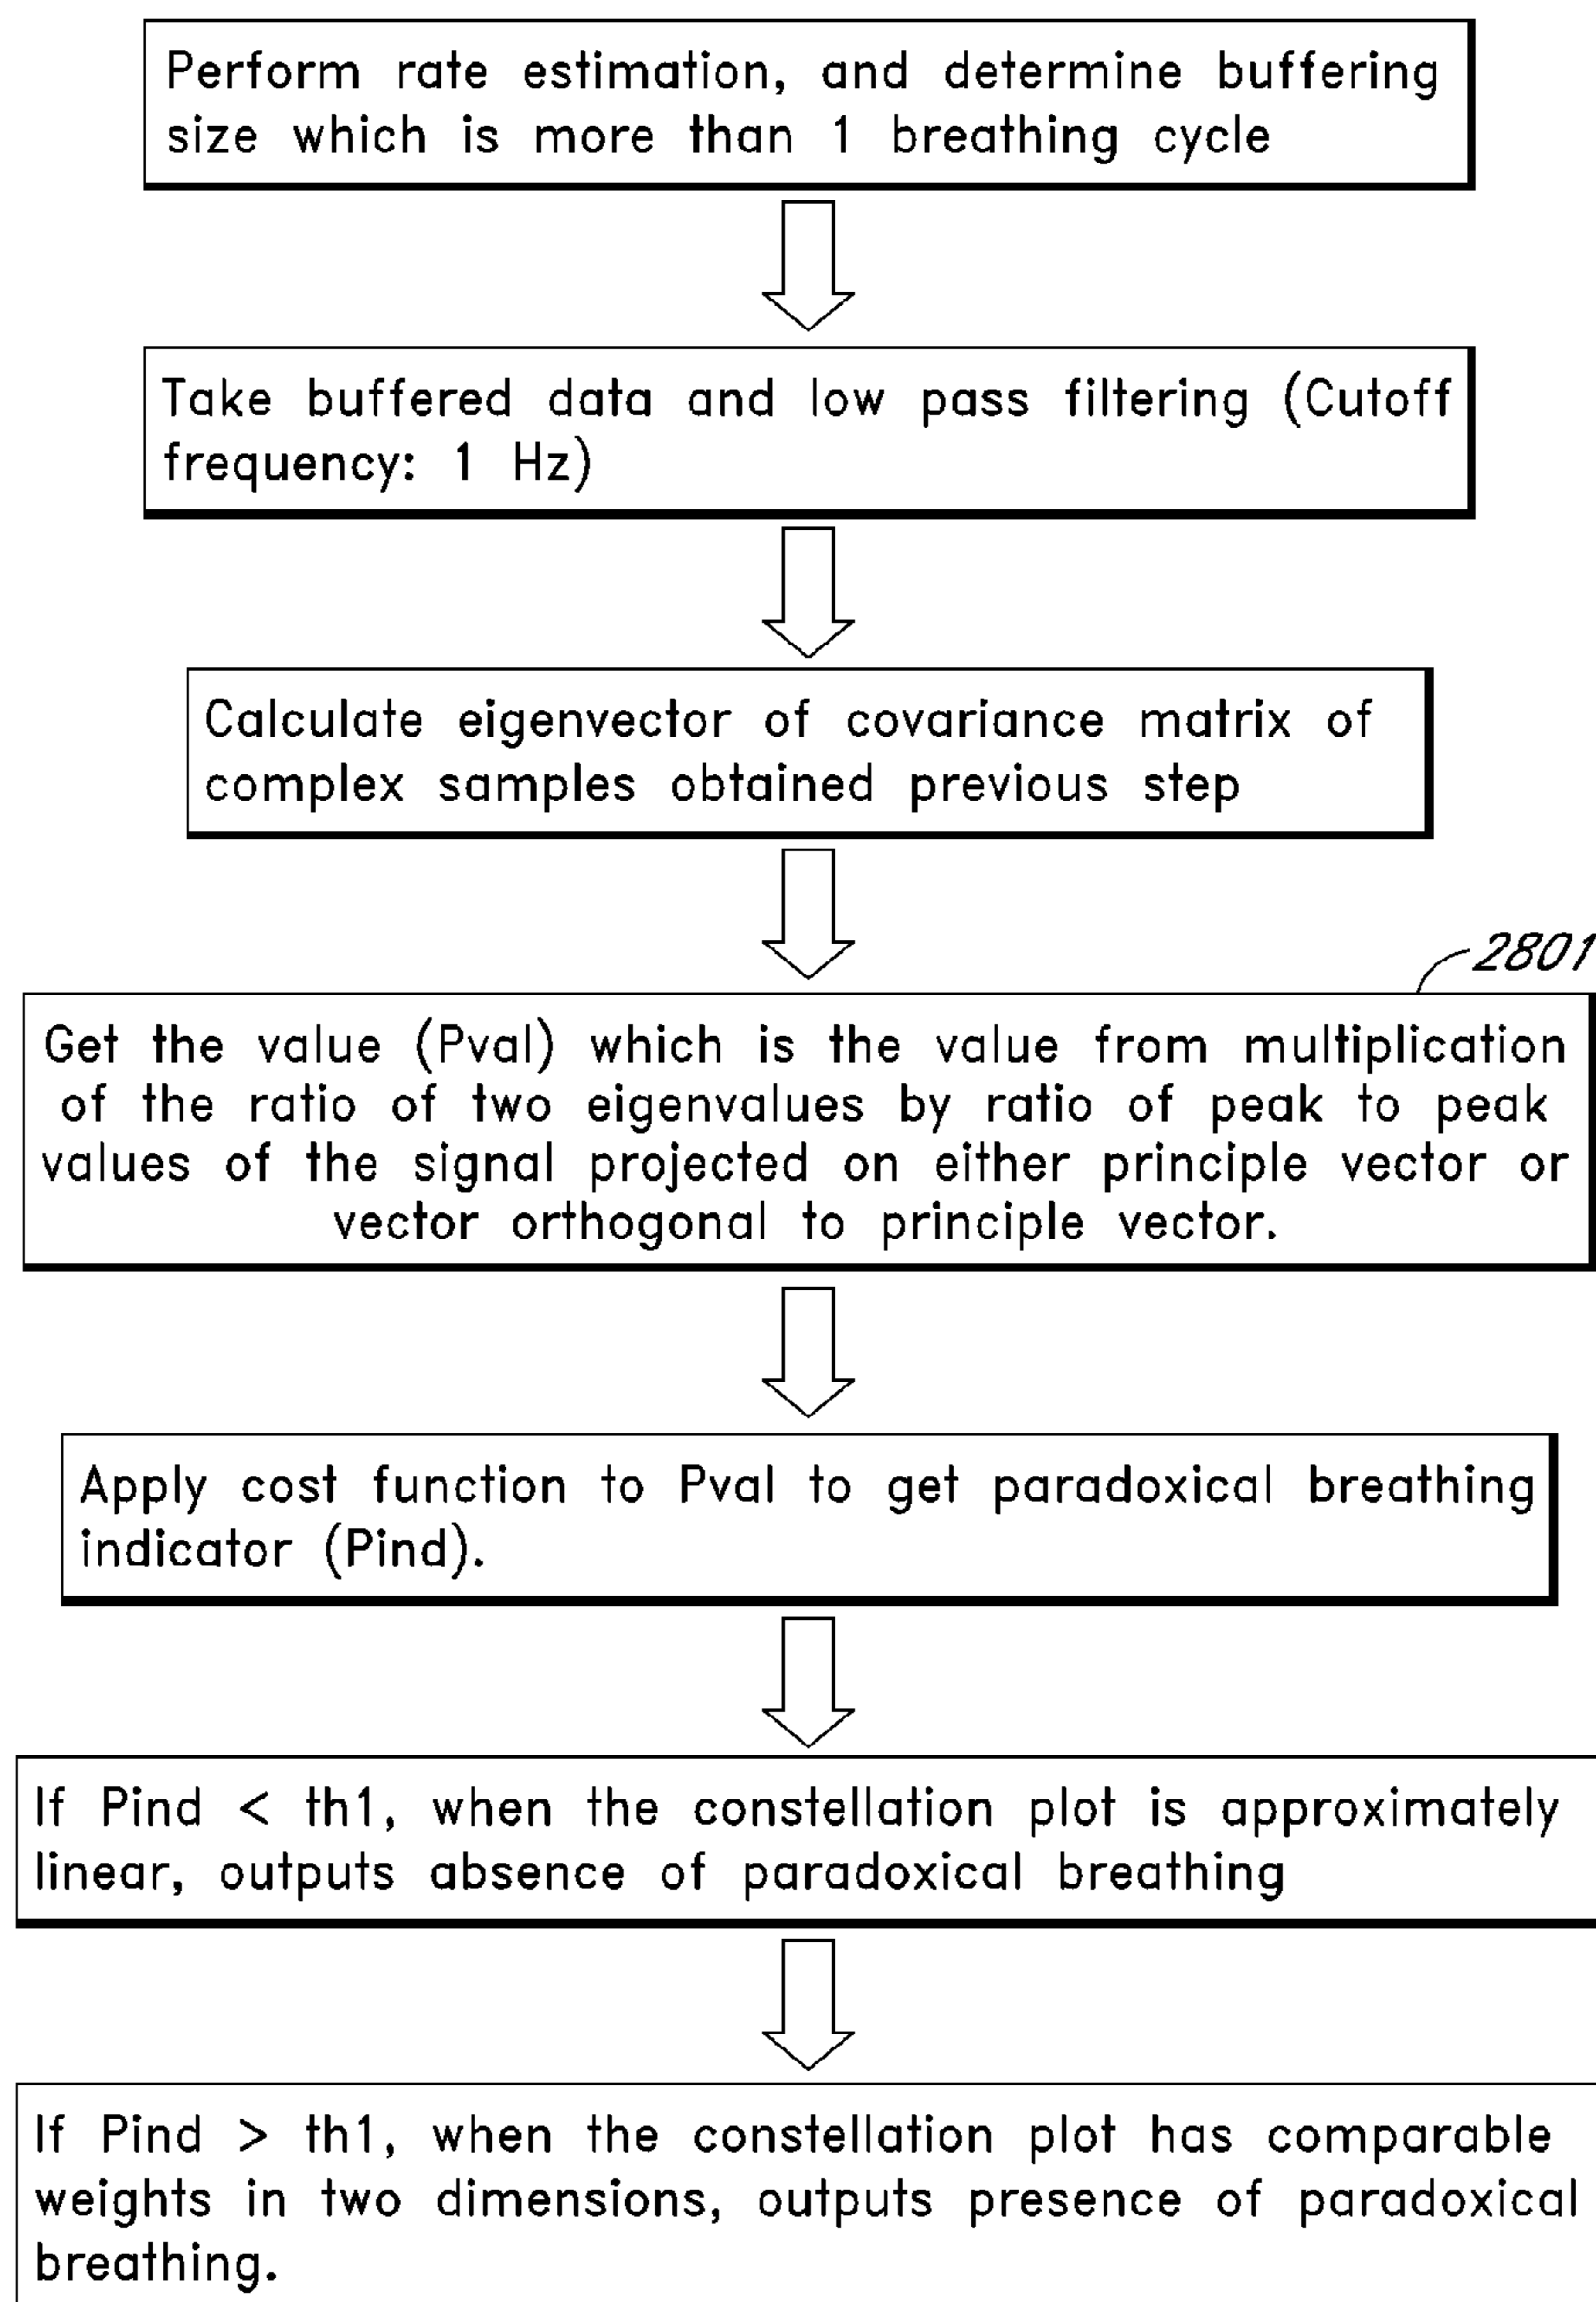 Perform rate estimation, and determine buffering
size which is more than 1 breathing cycle
Take buffered data and low pass filtering (Cutoff
frequency: 1 Hz)
Calculate eigenvector of covariance matrix of
complex samples obtained previous step
2801
Get the value (Pval) which is the value from multiplication
of the ratio of two eigenvalues by ratio of peak to peak
values of the signal projected on either principle vector or
vector orthogonal to principle vector.
Apply cost function to Pval to get paradoxical breathing
indicator (Pind).
If Pind < th1, when the constellation plot is approximately
linear, outputs absence of paradoxical breathing
If Pind > th1, when the constellation plot has comparable
weights in two dimensions, outputs presence of paradoxical
breathing.